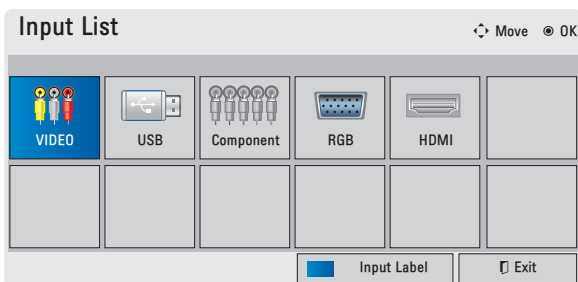 Input List
Move OK
VIDEO USB Component RGB HDMI
Input Label Exit